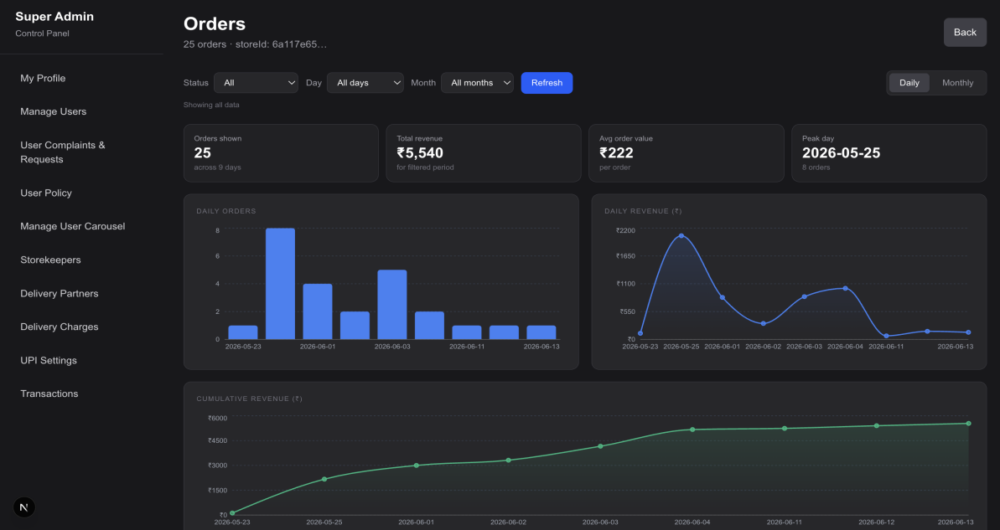 Super Admin
Control Panel
My Profile
Manage Users
User Complaints &
Requests
User Policy
Manage User Carousel
Storekeepers
Delivery Partners
Delivery Charges
UPI Settings
Transactions
N
Orders
25 orders · storeId: 6a117e65…
Back
Status All Day All days Month All months Refresh
Daily Monthly
Showing all data
Orders shown
25
across 9 days
Total revenue
₹5,540
for filtered period
Avg order value
₹222
per order
Peak day
2026-05-25
8 orders
DAILY ORDERS
8
6
4
2
0
2026-05-23 2026-06-01 2026-06-03 2026-06-11 2026-06-13
DAILY REVENUE (₹)
₹2200
₹1650
₹1100
₹550
₹0
2026-05-23 2026-05-25 2026-06-01 2026-06-02 2026-06-03 2026-06-04 2026-06-11 2026-06-13
CUMULATIVE REVENUE (₹)
₹6000
₹4500
₹3000
₹1500
₹0
2026-05-23 2026-05-25 2026-06-01 2026-06-02 2026-06-03 2026-06-04 2026-06-11 2026-06-12 2026-06-13